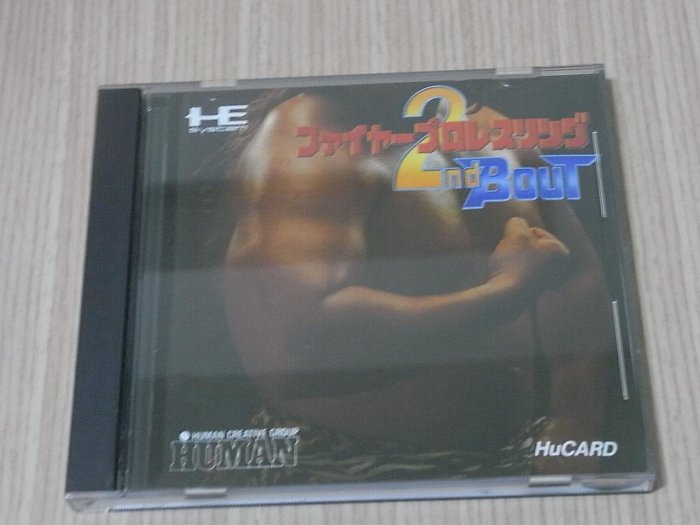 HE
system
ファイヤープロレスリング
2nd BOUT
HUMAN CREATIVE GROUP
HUMAN
HuCARD